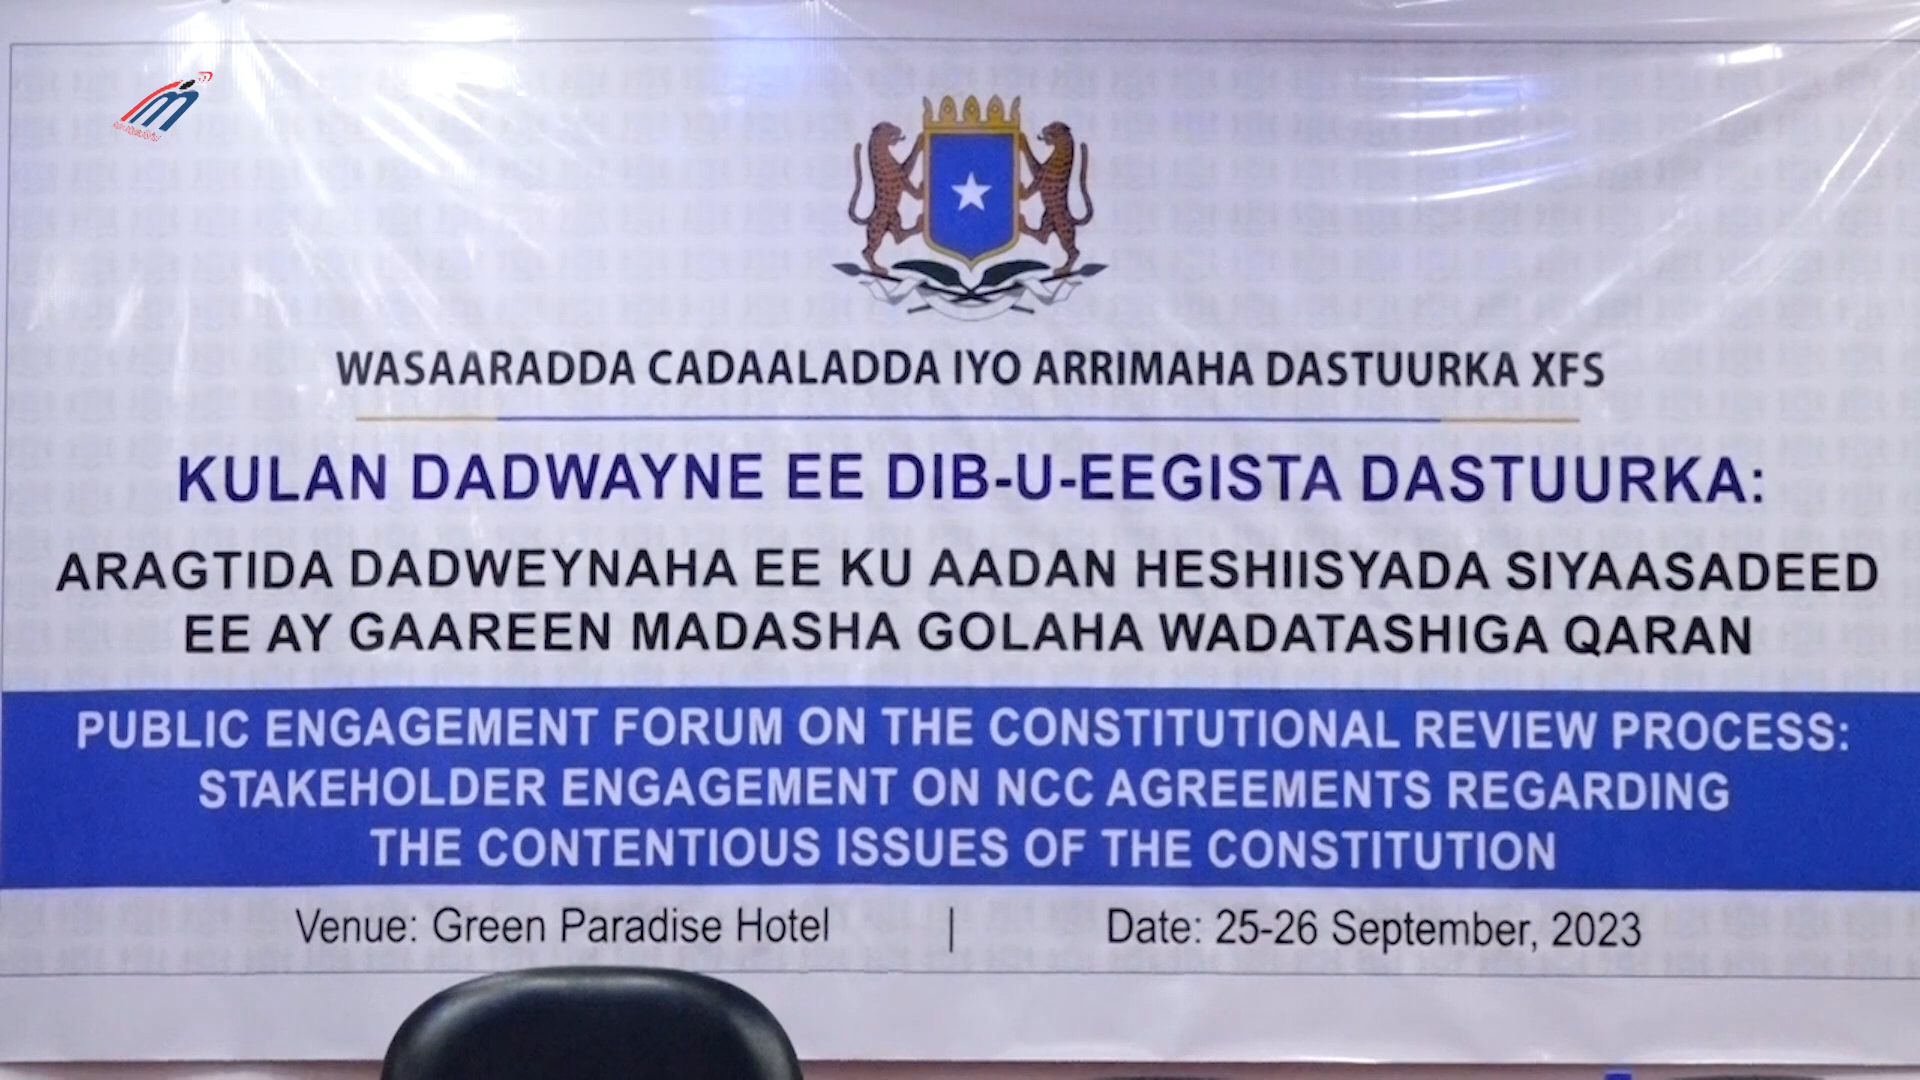 WASAARADDA CADAALADDA IYO ARRIMAHA DASTUURKA XFS
KULAN DADWAYNE EE DIB-U-EEGISTA DASTUURKA:
ARAGTIDA DADWEYNAHA EE KU AADAN HESHIISYADA SIYAASADEED
EE AY GAAREEN MADASHA GOLAHA WADATASHIGA QARAN
PUBLIC ENGAGEMENT FORUM ON THE CONSTITUTIONAL REVIEW PROCESS:
STAKEHOLDER ENGAGEMENT ON NCC AGREEMENTS REGARDING
THE CONTENTIOUS ISSUES OF THE CONSTITUTION
Venue: Green Paradise Hotel | Date: 25-26 September, 2023